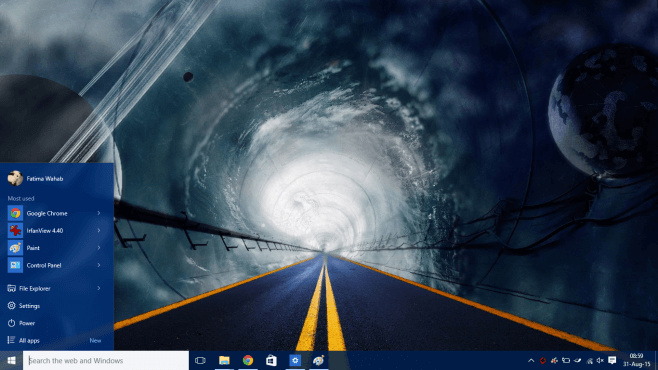 Fatima Wahab
Most used
Google Chrome
IrfanView 4.40
Paint
Control Panel
File Explorer
Settings
Power
All apps New
Search the web and Windows
08:59
31-Aug-15